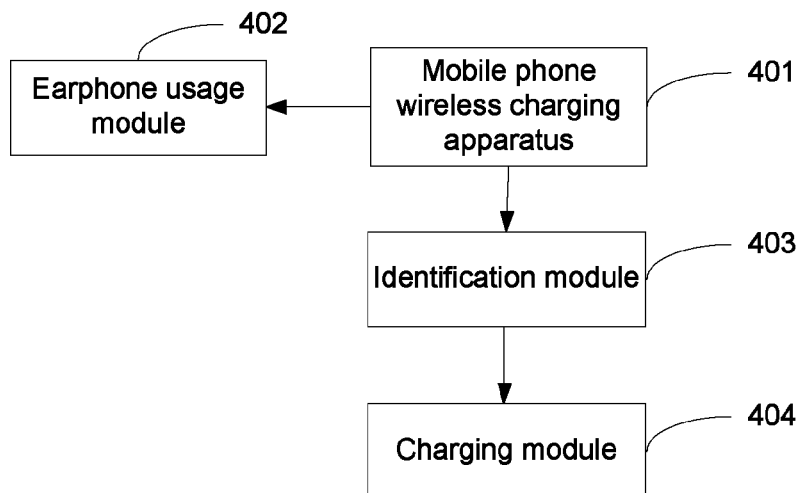 402
Earphone usage
module
Mobile phone
wireless charging
apparatus
401
Identification module
403
Charging module
404